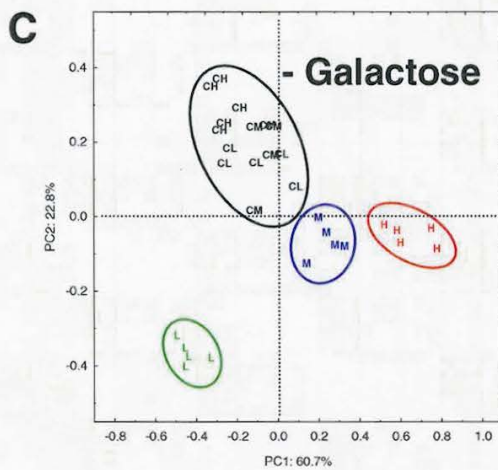 C
- Galactose
0.4
0.2
0.0
-0.2
-0.4
PC2: 22.8%
CH
CH
CH
CH
CH
CM
CM
CM
CL
CL
CL
CM
CL
CL
CM
M
M
M
M
M
H
H
H
H
H
L
L
L
L
L
-0.8 -0.6 -0.4 -0.2 0.0 0.2 0.4 0.6 0.8 1.0
PC1: 60.7%